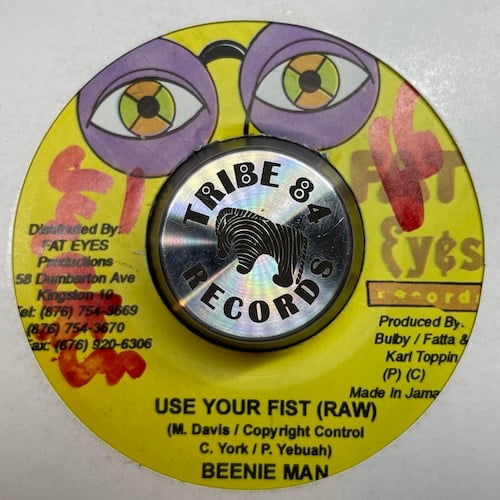 TRIBE 84
RECORDS
FAT
Eyes
records
Distributed By:
FAT EYES
Productions
58 Dumbarton Ave
Kingston 10
Tel: (876) 754-3669
(876) 754-3670
Fax: (876) 920-6306
Produced By:
Bulby / Fatta &
Karl Toppin
(P) (C)
Made In Jama
USE YOUR FIST (RAW)
(M. Davis / Copyright Control
C. York / P. Yebuah)
BEENIE MAN